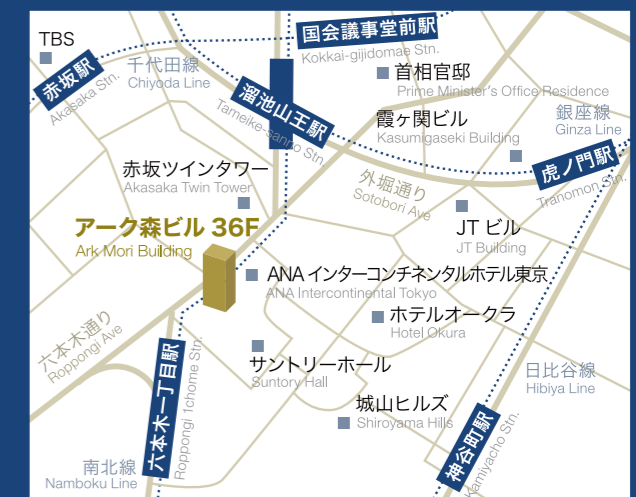 TBS
赤坂駅
Akasaka Stn.
千代田線
Chiyoda Line
国会議事堂前駅
Kokkai-gijidomae Stn.
首相官邸
Prime Minister's Office Residence
溜池山王駅
Tameike-sanno Stn.
霞ヶ関ビル
Kasumigaseki Building
銀座線
Ginza Line
虎ノ門駅
Tranomon Stn.
赤坂ツインタワー
Akasaka Twin Tower
外堀通り
Sotobori Ave
JT ビル
JT Building
アーク森ビル 36F
Ark Mori Building
ANA インターコンチネンタルホテル東京
ANA Intercontinental Tokyo
ホテルオークラ
Hotel Okura
六本木通り
Roppongi Ave
六本木一丁目駅
Roppongi 1chome Stn.
サントリーホール
Suntory Hall
日比谷線
Hibiya Line
城山ヒルズ
Shiroyama Hills
神谷町駅
Kamiyacho Stn.
南北線
Namboku Line